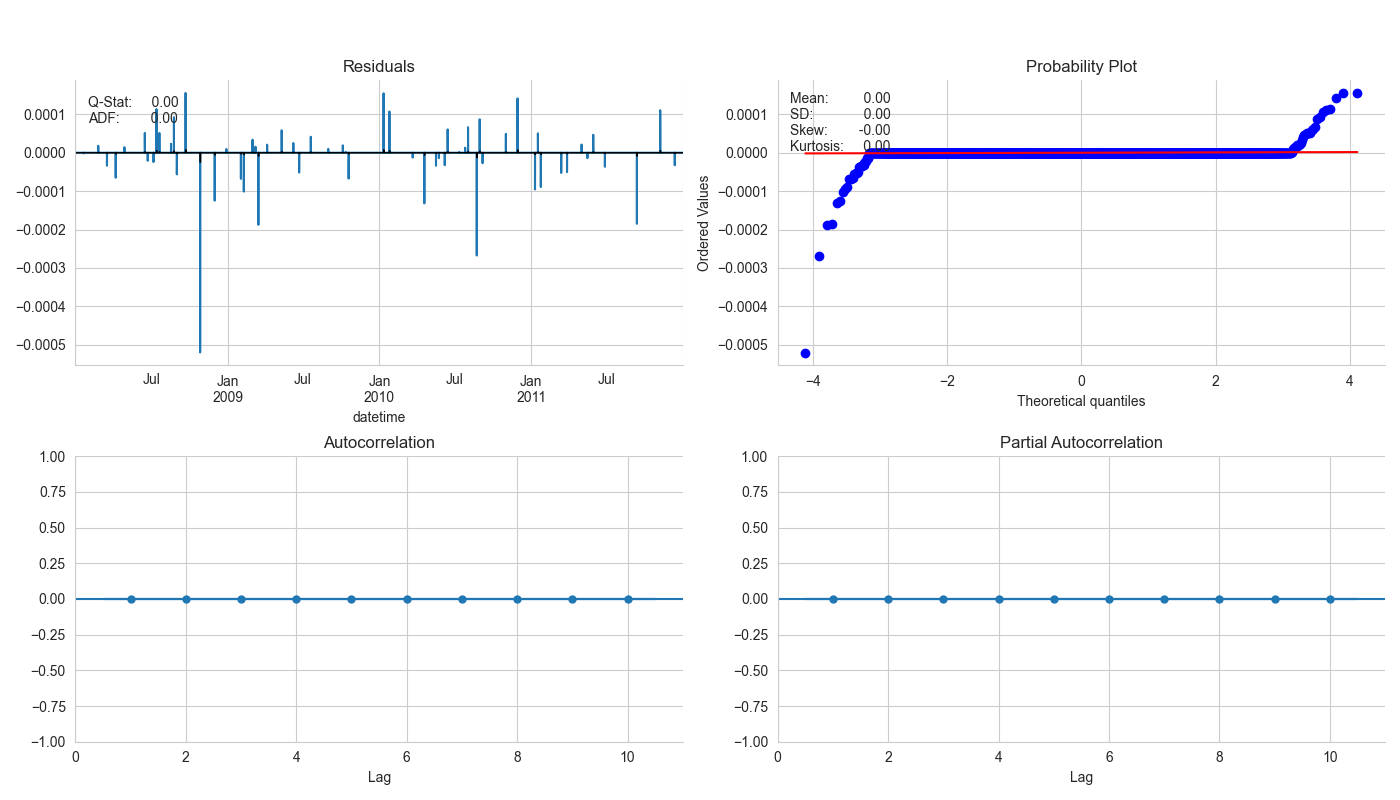 Residuals
Q-Stat: 0.00
ADF: 0.00
0.0001
0.0000
−0.0001
−0.0002
−0.0003
−0.0004
−0.0005
Jul
Jan
2009
Jul
Jan
2010
Jul
Jan
2011
Jul
datetime
Probability Plot
Mean: 0.00
SD: 0.00
Skew: -0.00
Kurtosis: 0.00
Ordered Values
0.0001
0.0000
−0.0001
−0.0002
−0.0003
−0.0004
−0.0005
−4 −2 0 2 4
Theoretical quantiles
Autocorrelation
1.00
0.75
0.50
0.25
0.00
−0.25
−0.50
−0.75
−1.00
0 2 4 6 8 10
Lag
Partial Autocorrelation
1.00
0.75
0.50
0.25
0.00
−0.25
−0.50
−0.75
−1.00
0 2 4 6 8 10
Lag